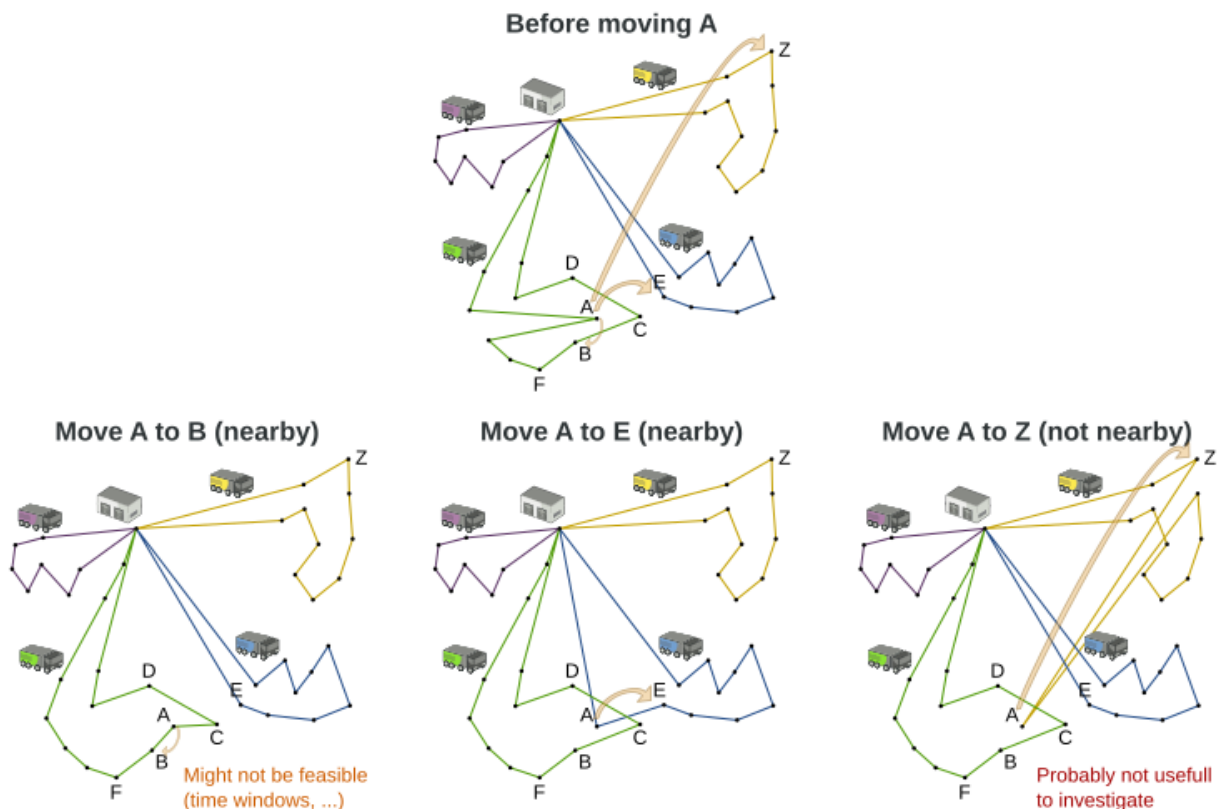 Before moving A
Z
D
E
A
C
B
F
Move A to B (nearby)
Z
D
E
A
C
B
F
Might not be feasible
(time windows, ...)
Move A to E (nearby)
Z
D
E
A
C
B
F
Move A to Z (not nearby)
Z
D
E
A
C
B
F
Probably not usefull
to investigate